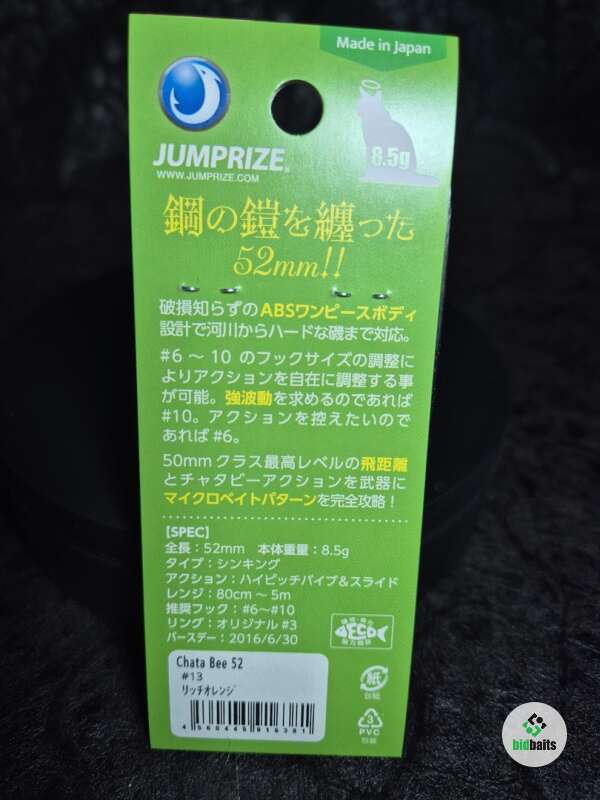 Made in Japan
8.5g
JUMPRIZE®
WWW.JUMPRIZE.COM
鋼の鎧を纏った
52mm!!
破損知らずのABSワンピースボディ
設計で河川からハードな磯まで対応。
#6〜10のフックサイズの調整に
よりアクションを自在に調整する事
が可能。強波動を求めるのであれば
#10。アクションを控えたいので
あれば#6。
50mmクラス最高レベルの飛距離
とチャタビーアクションを武器に
マイクロベイトパターンを完全攻略！
[SPEC]
全長：52mm 本体重量：8.5g
タイプ：シンキング
アクション：ハイピッチバイブ&スライド
レンジ：80cm〜5m
推奨フック：#6〜#10
リング：オリジナル#3
バースデー：2016/6/30
ECO
Chata Bee 52
#13
リッチオレンジ
紙
台紙
3
PVC
bidbaits